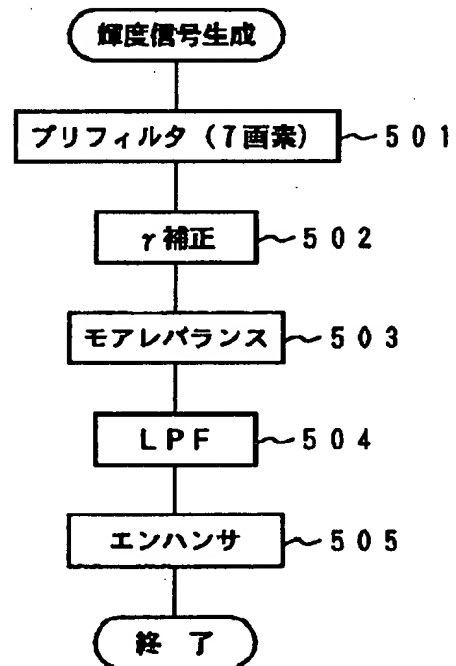 輝度信号生成
プリフィルタ（7画素） 501
γ補正 502
モアレバランス 503
LPF 504
エンハンサ 505
終了